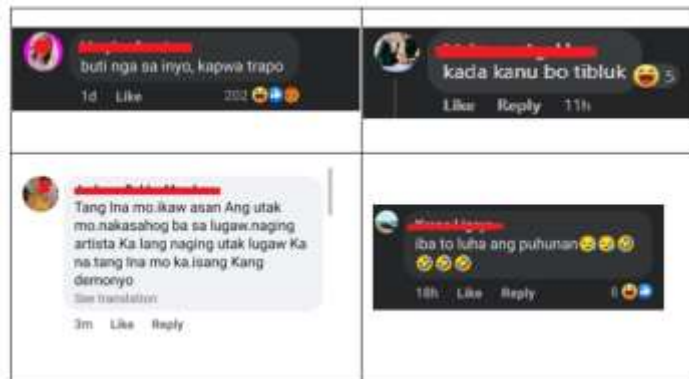 buti nga sa inyo, kapwa trapo
1d Like 202
kada kanu bo tibluk 5
Like Reply 11h
Tang Ina mo.ikaw asan Ang utak
mo.nakasahog ba sa lugaw.naging
artista Ka lang naging utak lugaw Ka
na.tang Ina mo ka.isang Kang
demonyo
See translation
3m Like Reply
iba to luha ang puhunan😥😥🤣
🤣🤣🤣
18h Like Reply